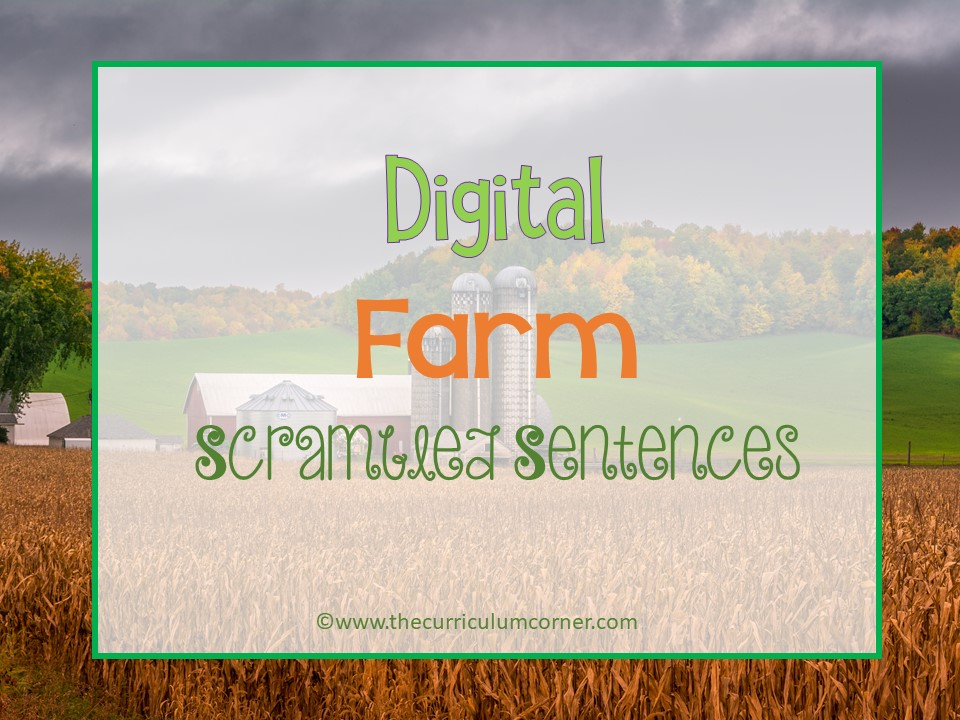 Digital
Farm
Scrambled Sentences
©www.thecurriculumcorner.com